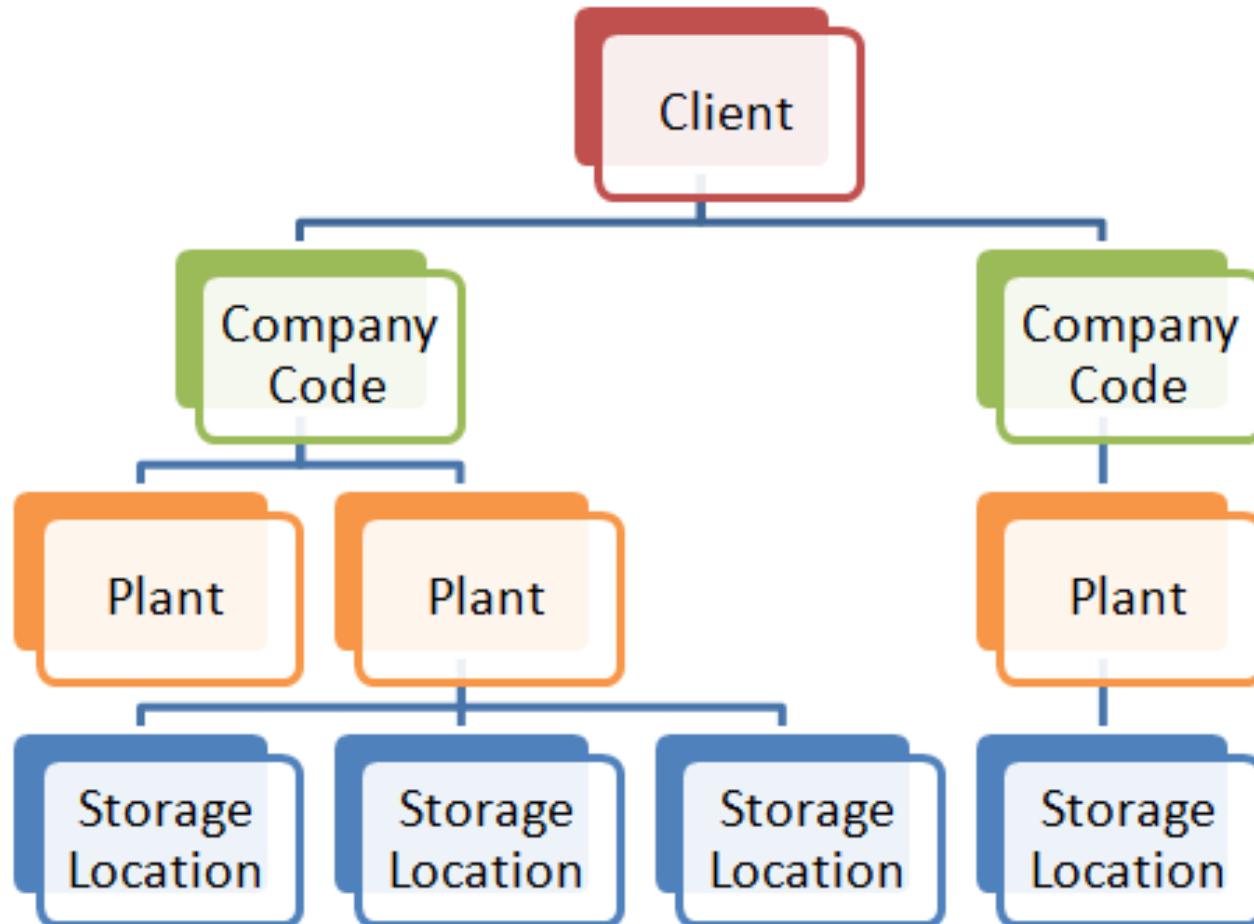 Client
Company
Code
Company
Code
Plant
Plant
Plant
Storage
Location
Storage
Location
Storage
Location
Storage
Location